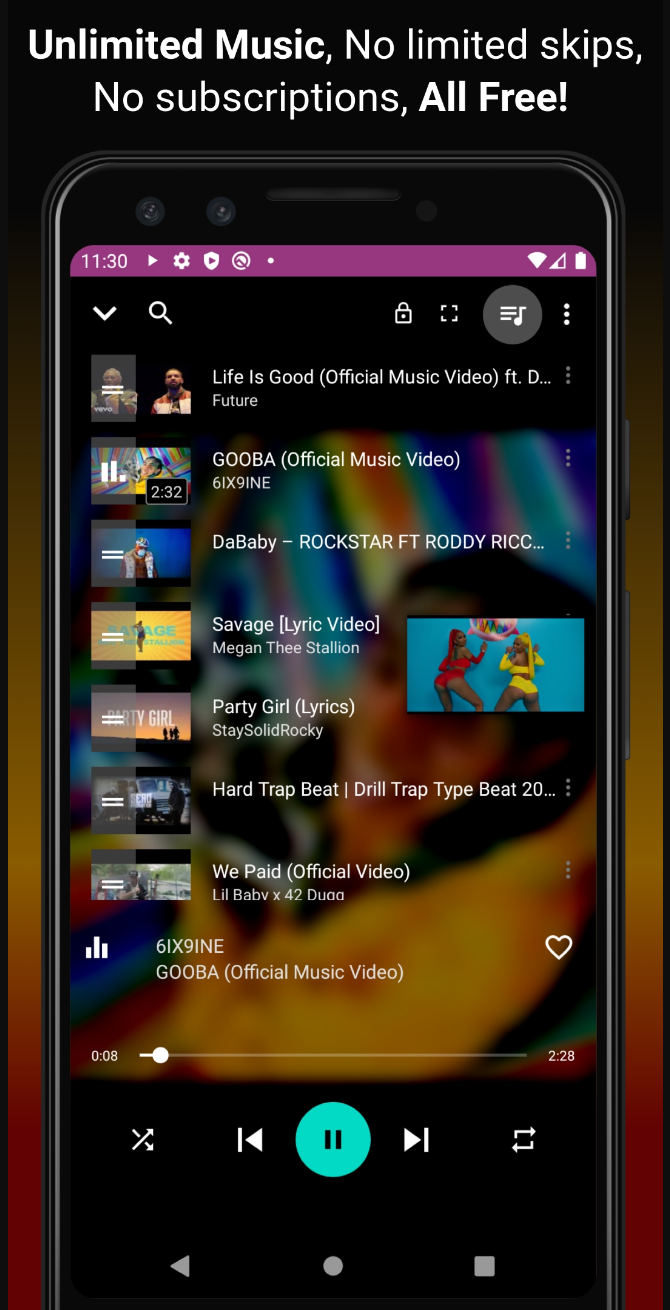 Unlimited Music, No limited skips,
No subscriptions, All Free!
11:30
Life Is Good (Official Music Video) ft. D...
Future
vevo
GOOBA (Official Music Video)
6IX9INE
2:32
DaBaby – ROCKSTAR FT RODDY RICC...
Savage [Lyric Video]
Megan Thee Stallion
SAVAGE
Party Girl (Lyrics)
StaySolidRocky
PARTY GIRL
Hard Trap Beat | Drill Trap Type Beat 20...
We Paid (Official Video)
Lil Baby x 42 Dugg
6IX9INE
GOOBA (Official Music Video)
0:08
2:28